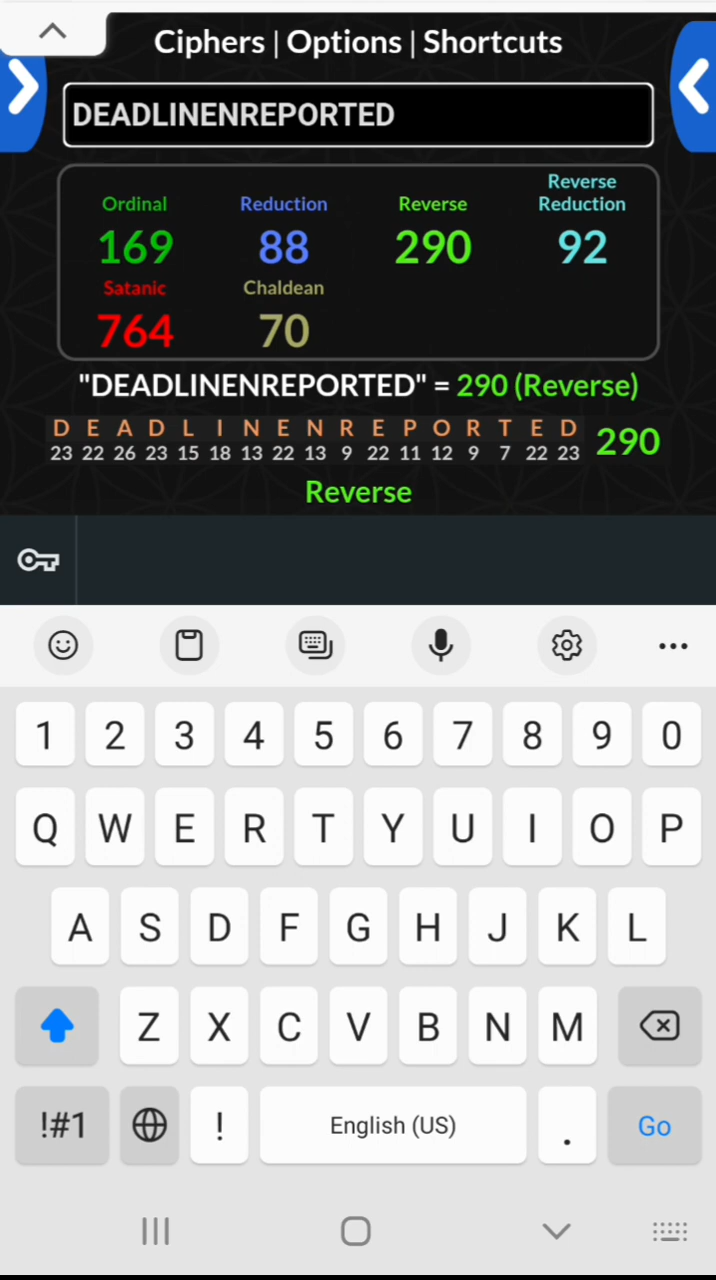 Ciphers | Options | Shortcuts
DEADLINENREPORTED
Ordinal Reduction Reverse Reverse Reduction
169 88 290 92
Satanic Chaldean
764 70
"DEADLINENREPORTED" = 290 (Reverse)
D E A D L I N E N R E P O R T E D
23 22 26 23 15 18 13 22 13 9 22 11 12 9 7 22 23 290
Reverse
1 2 3 4 5 6 7 8 9 0
Q W E R T Y U I O P
A S D F G H J K L
Z X C V B N M
!#1 ! English (US) . Go